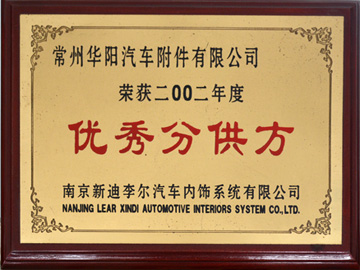 常州华阳汽车附件有限公司
荣获二00二年度
优秀分供方
南京新迪李尔汽车内饰系统有限公司
NANJING LEAR XINDI AUTOMOTIVE INTERIORS SYSTEM CO.,LTD.